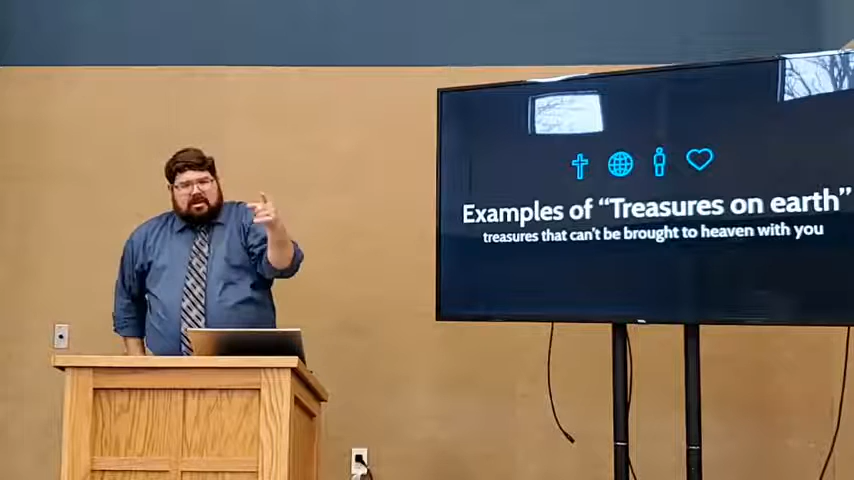 Examples of “Treasures on earth”
treasures that can't be brought to heaven with you